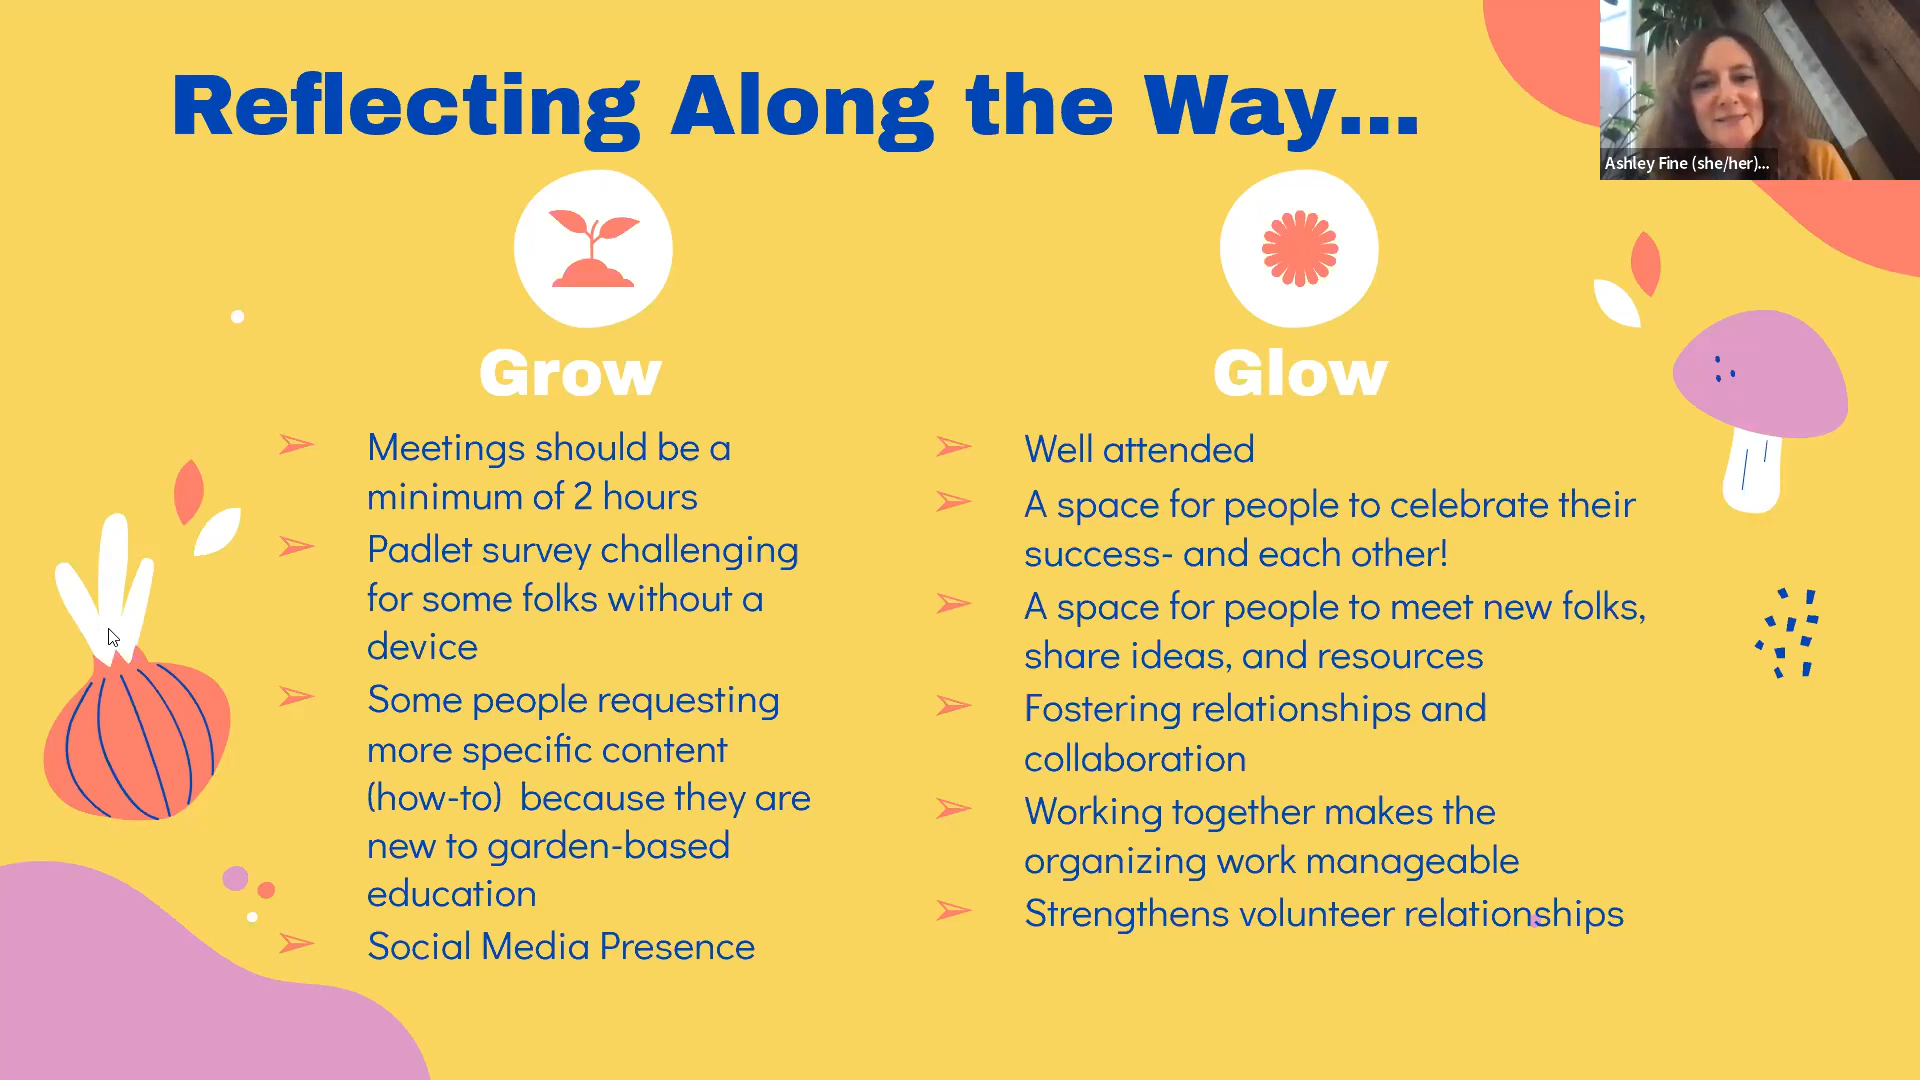 Reflecting Along the Way...
Ashley Fine (she/her)...
Grow
Meetings should be a
minimum of 2 hours
Padlet survey challenging
for some folks without a
device
Some people requesting
more specific content
(how-to)  because they are
new to garden-based
education
Social Media Presence
Glow
Well attended
A space for people to celebrate their
success- and each other!
A space for people to meet new folks,
share ideas, and resources
Fostering relationships and
collaboration
Working together makes the
organizing work manageable
Strengthens volunteer relationships